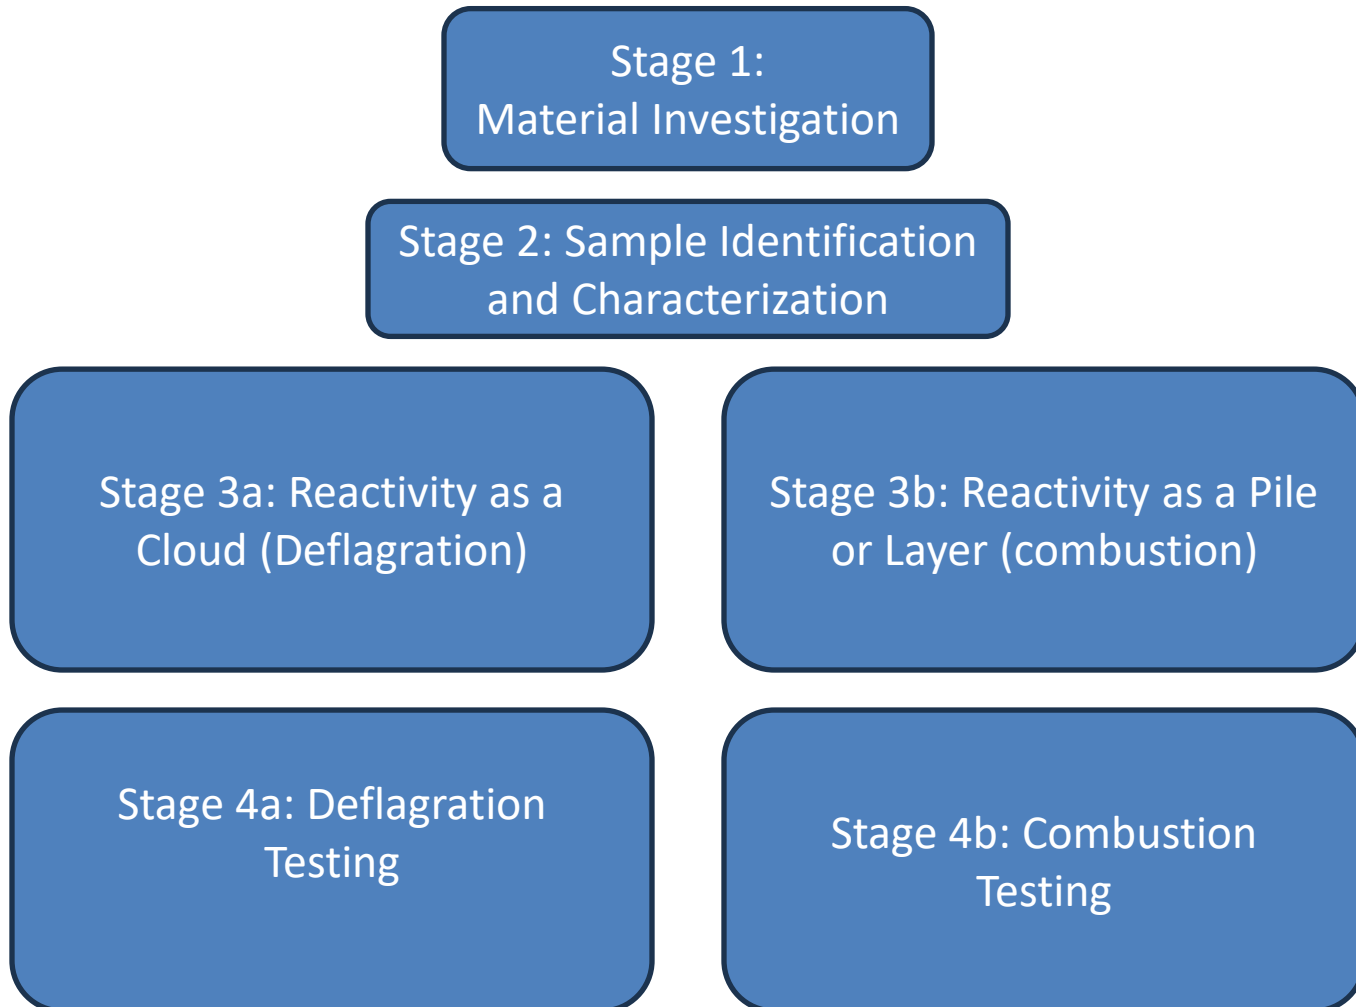 Stage 1:
Material Investigation
Stage 2: Sample Identification
and Characterization
Stage 3a: Reactivity as a
Cloud (Deflagration)
Stage 3b: Reactivity as a Pile
or Layer (combustion)
Stage 4a: Deflagration
Testing
Stage 4b: Combustion
Testing